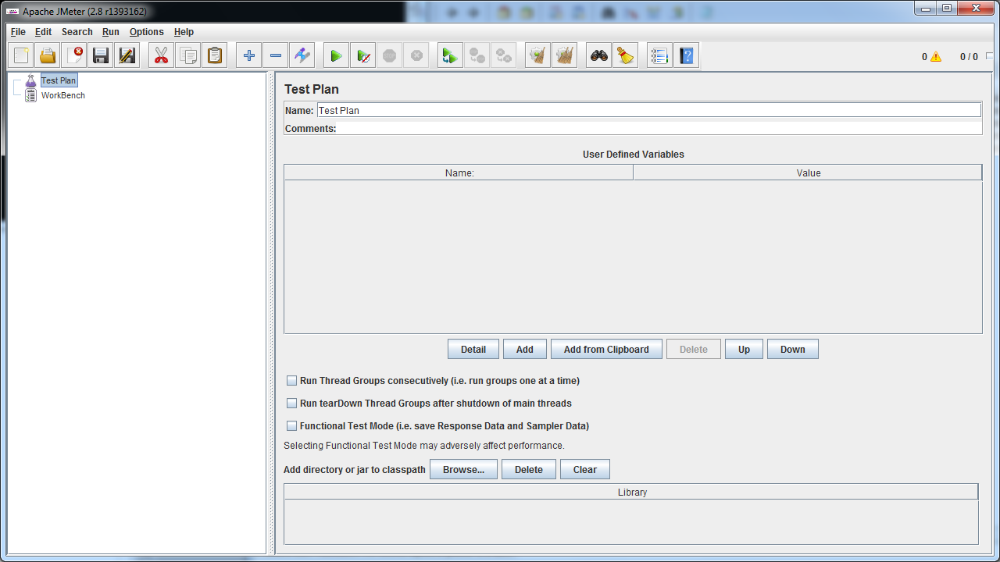 Apache JMeter (2.8 r1393162)
File Edit Search Run Options Help
0 0 / 0
Test Plan
WorkBench
Test Plan
Name: Test Plan
Comments:
User Defined Variables
Name: Value
Detail Add Add from Clipboard Delete Up Down
Run Thread Groups consecutively (i.e. run groups one at a time)
Run tearDown Thread Groups after shutdown of main threads
Functional Test Mode (i.e. save Response Data and Sampler Data)
Selecting Functional Test Mode may adversely affect performance.
Add directory or jar to classpath Browse... Delete Clear
Library